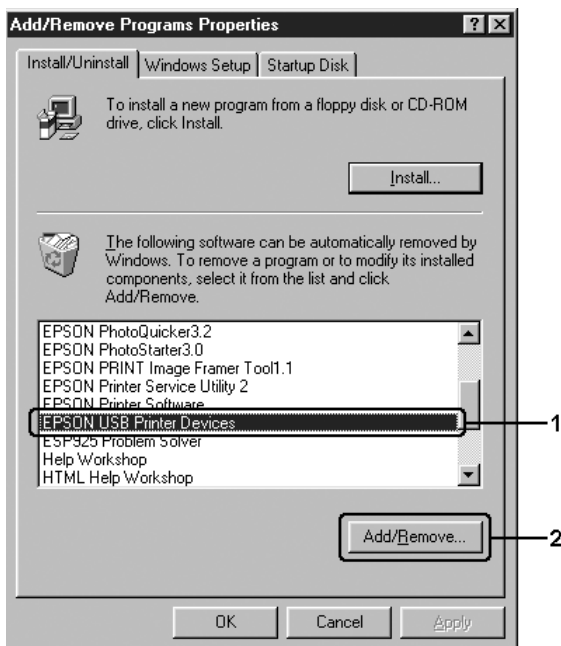 Add/Remove Programs Properties
Install/Uninstall Windows Setup Startup Disk
To install a new program from a floppy disk or CD-ROM
drive, click Install.
Install...
The following software can be automatically removed by
Windows. To remove a program or to modify its installed
components, select it from the list and click
Add/Remove.
EPSON PhotoQuicker3.2
EPSON PhotoStarter3.0
EPSON PRINT Image Framer Tool1.1
EPSON Printer Service Utility 2
EPSON Printer Software
EPSON USB Printer Devices
1
ESP925 Problem Solver
Help Workshop
HTML Help Workshop
Add/Remove...
2
OK Cancel Apply